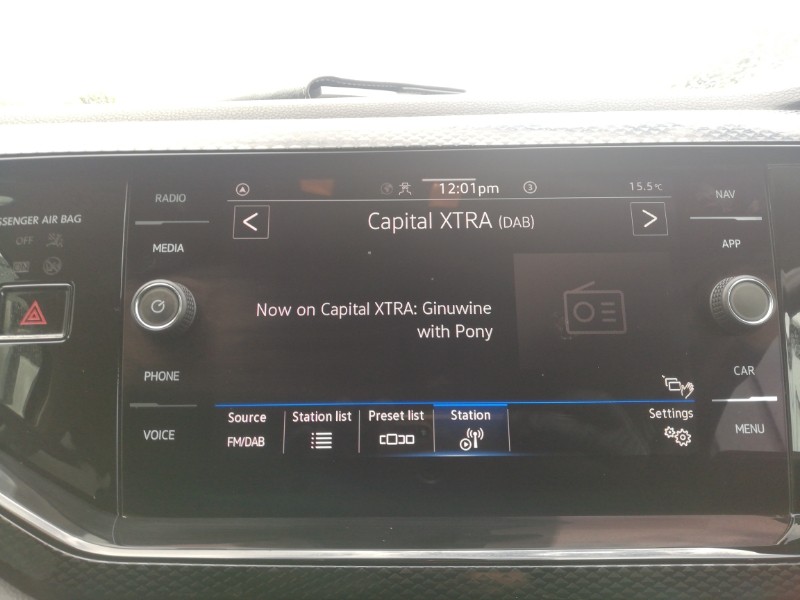 RADIO
12:01pm
3
15.5°C
NAV
SSENGER AIR BAG
OFF
<
Capital XTRA (DAB)
>
MEDIA
APP
Now on Capital XTRA: Ginuwine
with Pony
PHONE
CAR
Source
Station list
Preset list
Station
Settings
FM/DAB
VOICE
MENU